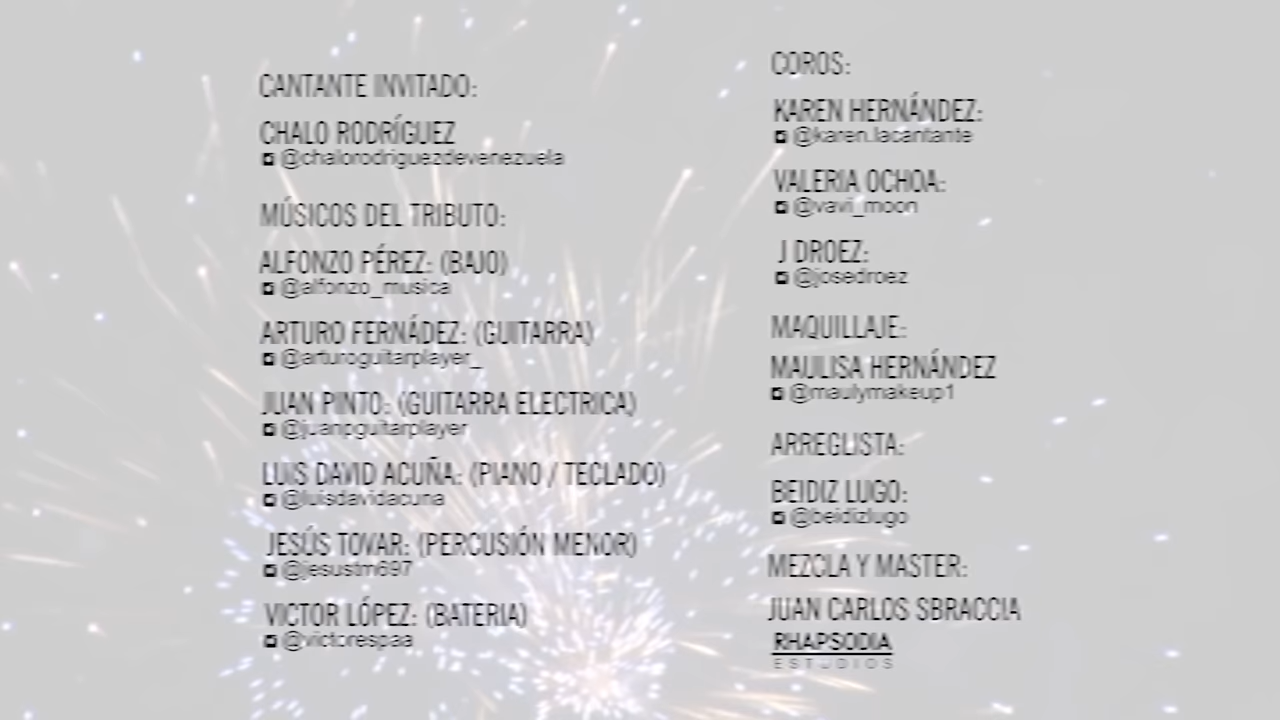 CANTANTE INVITADO:
CHALO RODRÍGUEZ
@chalorodriguezdevenezuela
MÚSICOS DEL TRIBUTO:
ALFONZO PÉREZ: (BAJO)
@alfonzo_musica
ARTURO FERNÁDEZ: (GUITARRA)
@arturoguitarplayer_
JUAN PINTO: (GUITARRA ELECTRICA)
@juanpguitarplayer
LUIS DAVID ACUÑA: (PIANO / TECLADO)
@luisdavidacuna
JESÚS TOVAR: (PERCUSIÓN MENOR)
@jesustm697
VICTOR LÓPEZ: (BATERIA)
@victorespaa
COROS:
KAREN HERNÁNDEZ:
@karen.lacantante
VALERIA OCHOA:
@vavi_moon
J DROEZ:
@josedroez
MAQUILLAJE:
MAULISA HERNÁNDEZ
@maulymakeup1
ARREGLISTA:
BEIDIZ LUGO:
@beidizlugo
MEZCLA Y MASTER:
JUAN CARLOS SBRACCIA
RHAPSODIA
ESTUDIOS